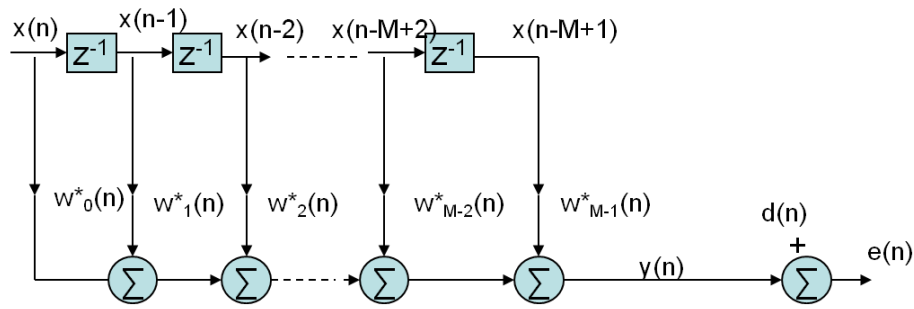 x(n) x(n-1) x(n-2) x(n-M+2) x(n-M+1)
z⁻¹ z⁻¹ z⁻¹
w*₀(n) w*₁(n) w*₂(n) w*M-2(n) w*M-1(n)
d(n)
+
e(n)
Σ Σ Σ Σ Σ
y(n)